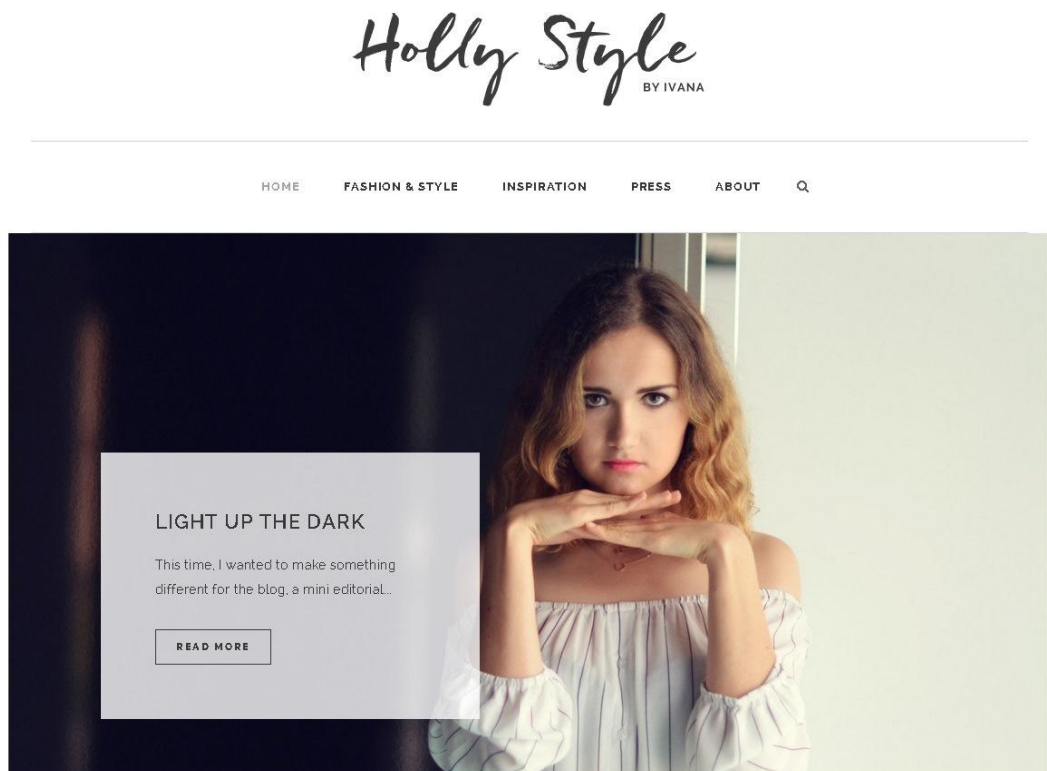 Holly Style
BY IVANA
HOME FASHION & STYLE INSPIRATION PRESS ABOUT
LIGHT UP THE DARK
This time, I wanted to make something
different for the blog, a mini editorial...
READ MORE